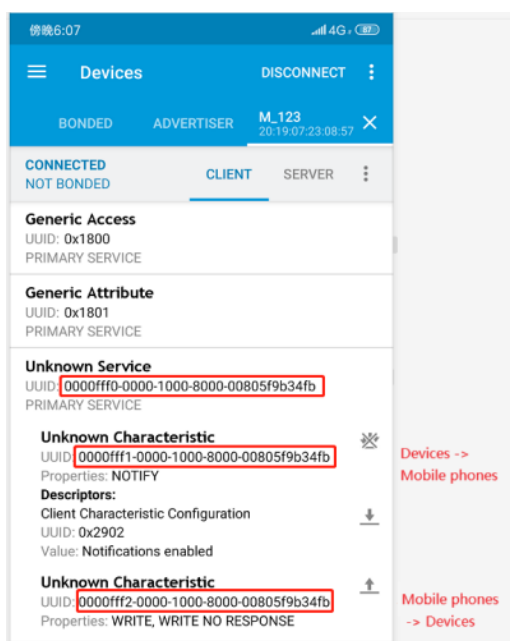 傍晚6:07
4G 87
Devices DISCONNECT
BONDED ADVERTISER M_123
20:19:07:23:08:57
CONNECTED
NOT BONDED
CLIENT SERVER
Generic Access
UUID: 0x1800
PRIMARY SERVICE
Generic Attribute
UUID: 0x1801
PRIMARY SERVICE
Unknown Service
UUID: 0000fff0-0000-1000-8000-00805f9b34fb
PRIMARY SERVICE
Unknown Characteristic
UUID: 0000fff1-0000-1000-8000-00805f9b34fb
Properties: NOTIFY
Descriptors:
Client Characteristic Configuration
UUID: 0x2902
Value: Notifications enabled
Devices ->
Mobile phones
Unknown Characteristic
UUID: 0000fff2-0000-1000-8000-00805f9b34fb
Properties: WRITE, WRITE NO RESPONSE
Mobile phones
-> Devices